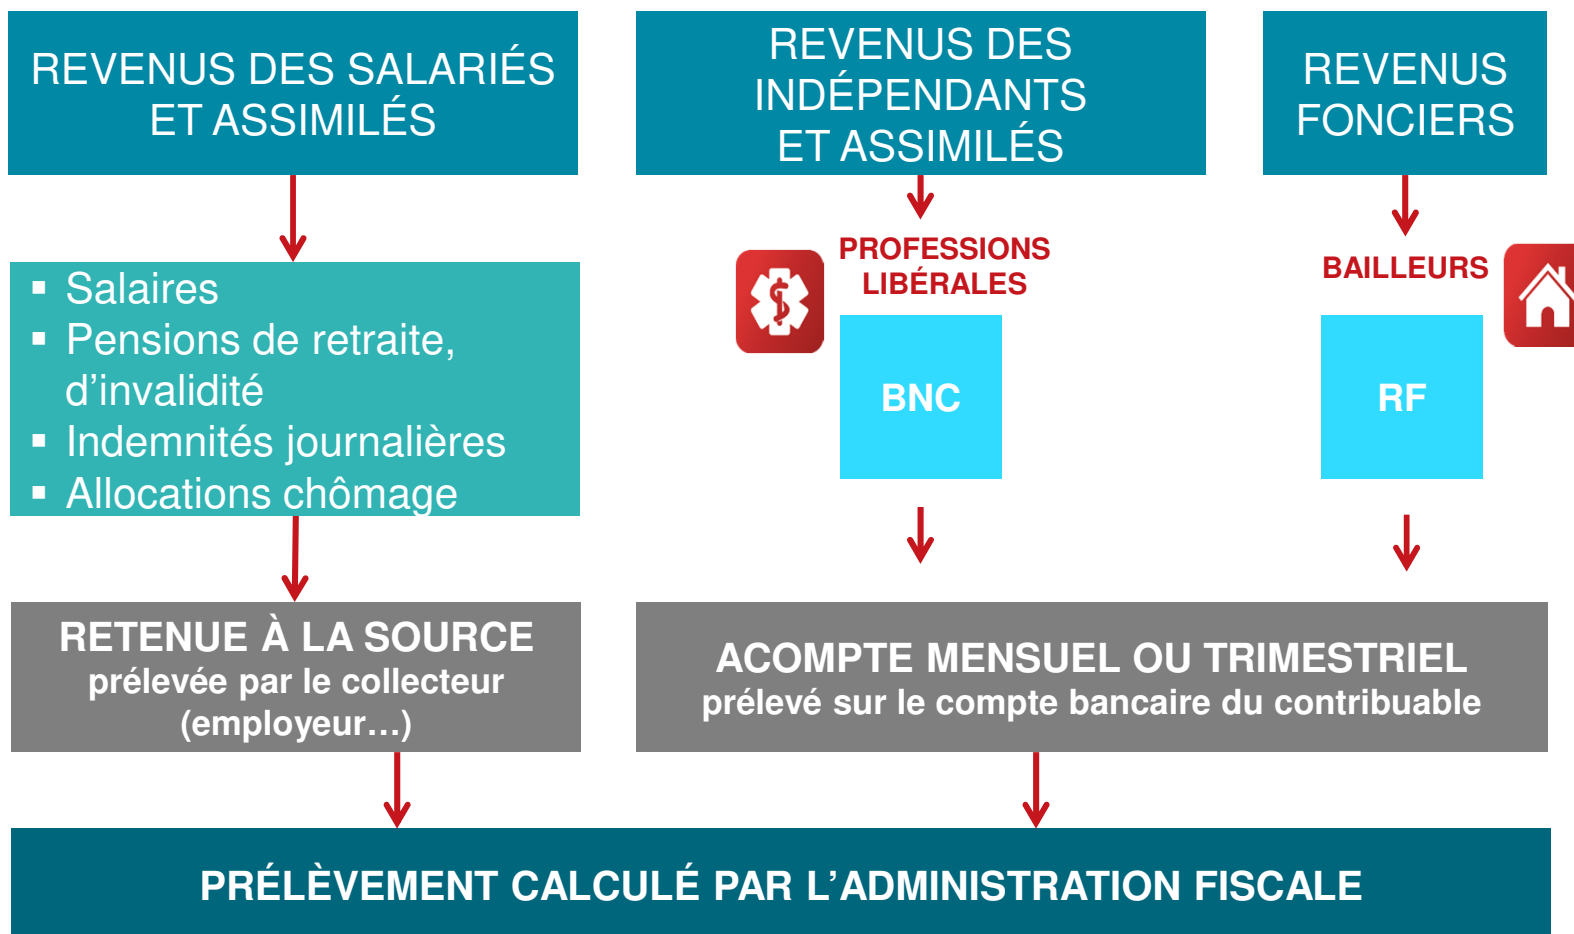 REVENUS DES SALARIÉS
ET ASSIMILÉS
REVENUS DES
INDÉPENDANTS
ET ASSIMILÉS
REVENUS
FONCIERS
▪ Salaires
▪ Pensions de retraite,
d’invalidité
▪ Indemnités journalières
▪ Allocations chômage
PROFESSIONS
LIBÉRALES
BNC
BAILLEURS
RF
RETENUE À LA SOURCE
prélevée par le collecteur
(employeur…)
ACOMPTE MENSUEL OU TRIMESTRIEL
prélevé sur le compte bancaire du contribuable
PRÉLÈVEMENT CALCULÉ PAR L’ADMINISTRATION FISCALE